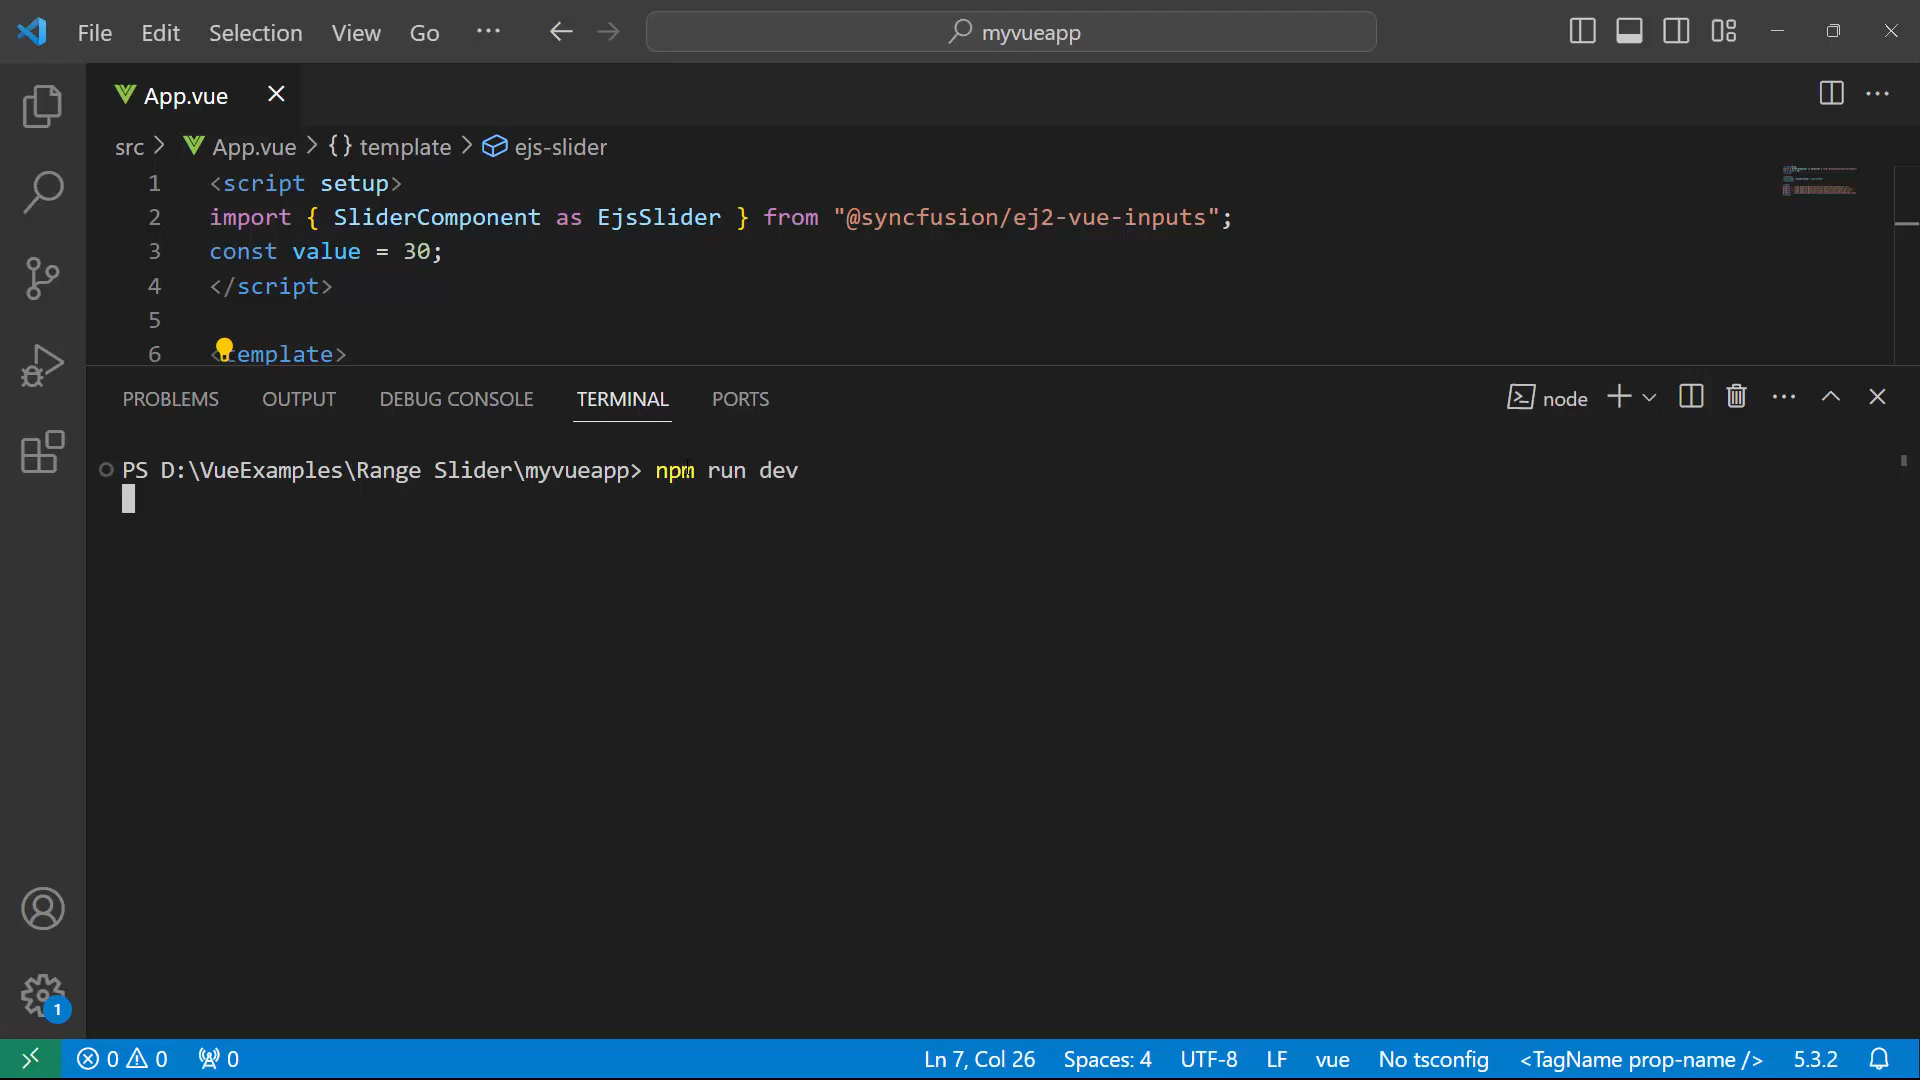 File Edit Selection View Go ··· myvueapp
App.vue
src > App.vue > {} template > ejs-slider
1 <script setup>
2 import { SliderComponent as EjsSlider } from "@syncfusion/ej2-vue-inputs";
3 const value = 30;
4 </script>
5
6 <template>
PROBLEMS OUTPUT DEBUG CONSOLE TERMINAL PORTS node
PS D:\VueExamples\Range Slider\myvueapp> npm run dev
1
0 0 0 Ln 7, Col 26 Spaces: 4 UTF-8 LF vue No tsconfig <TagName prop-name /> 5.3.2